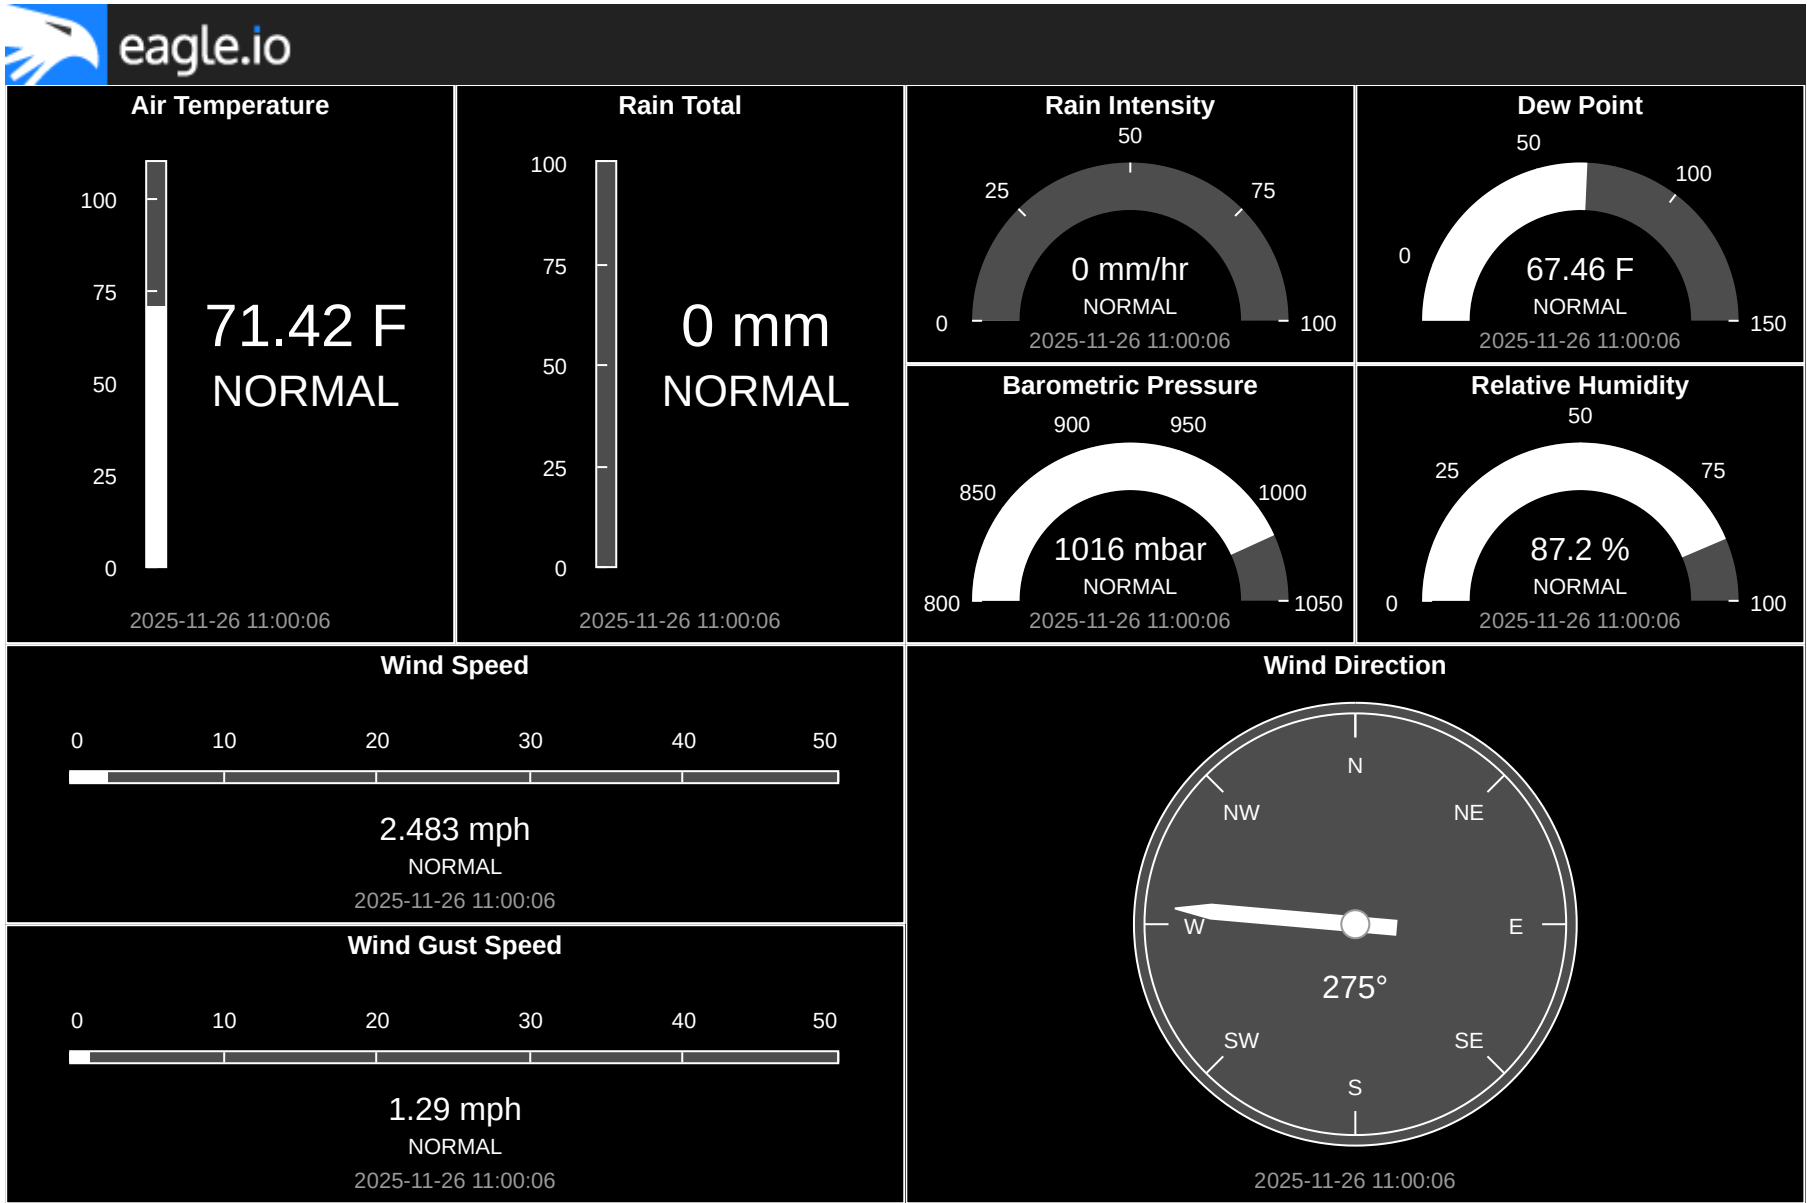 eagle.io
Air Temperature
100
75
50
25
0
71.42 F
NORMAL
2025-11-26 11:00:06
Rain Total
100
75
50
25
0
0 mm
NORMAL
2025-11-26 11:00:06
Rain Intensity
50
25
75
0
100
0 mm/hr
NORMAL
2025-11-26 11:00:06
Dew Point
50
100
0
150
67.46 F
NORMAL
2025-11-26 11:00:06
Barometric Pressure
900
950
850
1000
800
1050
1016 mbar
NORMAL
2025-11-26 11:00:06
Relative Humidity
50
25
75
0
100
87.2 %
NORMAL
2025-11-26 11:00:06
Wind Speed
0 10 20 30 40 50
2.483 mph
NORMAL
2025-11-26 11:00:06
Wind Gust Speed
0 10 20 30 40 50
1.29 mph
NORMAL
2025-11-26 11:00:06
Wind Direction
N
NW NE
W E
275°
SW SE
S
2025-11-26 11:00:06